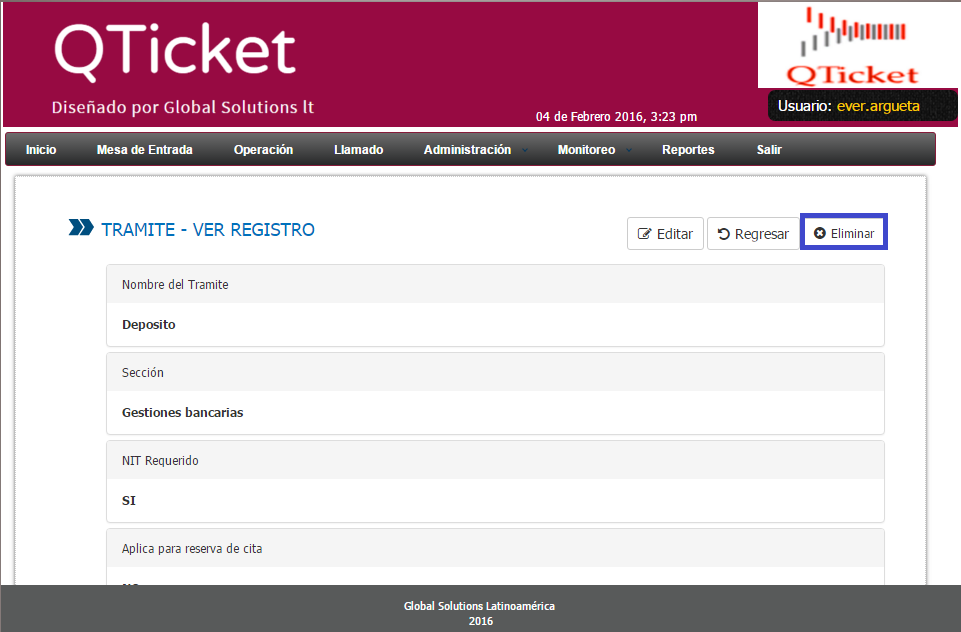 QTicket
Diseñado por Global Solutions It
QTicket
04 de Febrero 2016, 3:23 pm
Usuario: ever.argueta
Inicio Mesa de Entrada Operación Llamado Administración Monitoreo Reportes Salir
TRAMITE - VER REGISTRO
Editar Regresar Eliminar
Nombre del Tramite
Deposito
Sección
Gestiones bancarias
NIT Requerido
SI
Aplica para reserva de cita
Global Solutions Latinoamérica
2016